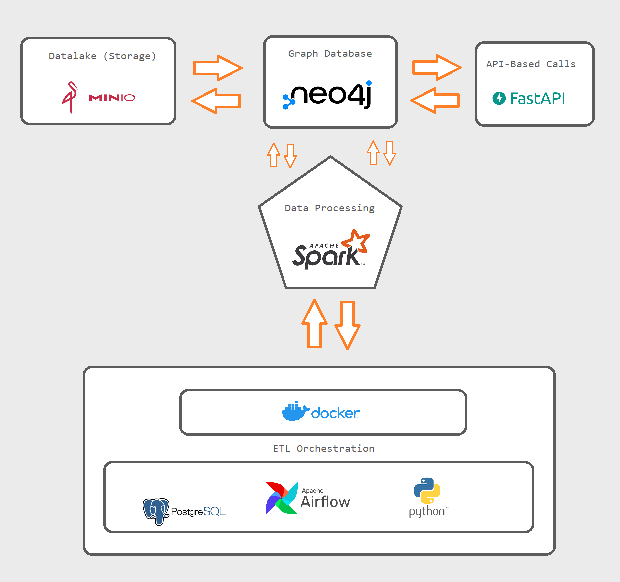 Datalake (Storage)
MINIO
Graph Database
neo4j
API-Based Calls
FastAPI
Data Processing
APACHE
Spark
docker
ETL Orchestration
PostgreSQL
Apache
Airflow
python